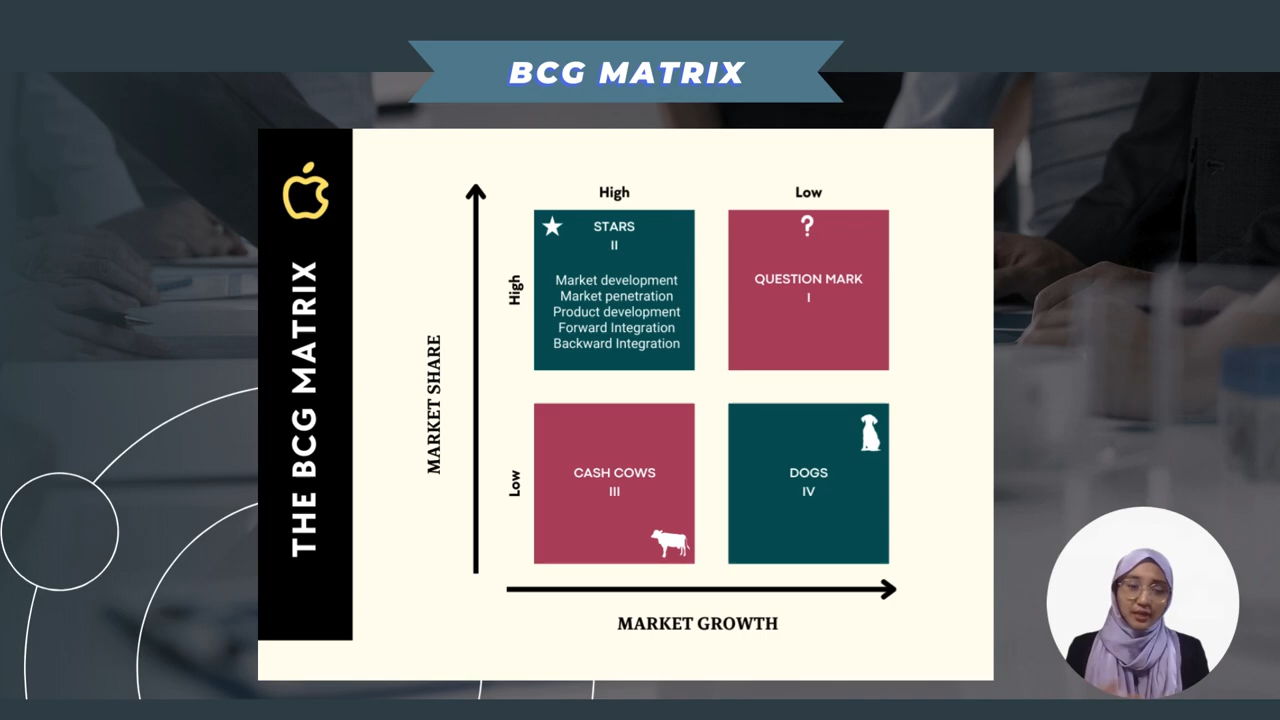 BCG MATRIX
THE BCG MATRIX
MARKET SHARE
High
Low
High
STARS
II
Market development
Market penetration
Product development
Forward Integration
Backward Integration
?
QUESTION MARK
I
Low
CASH COWS
III
DOGS
IV
MARKET GROWTH